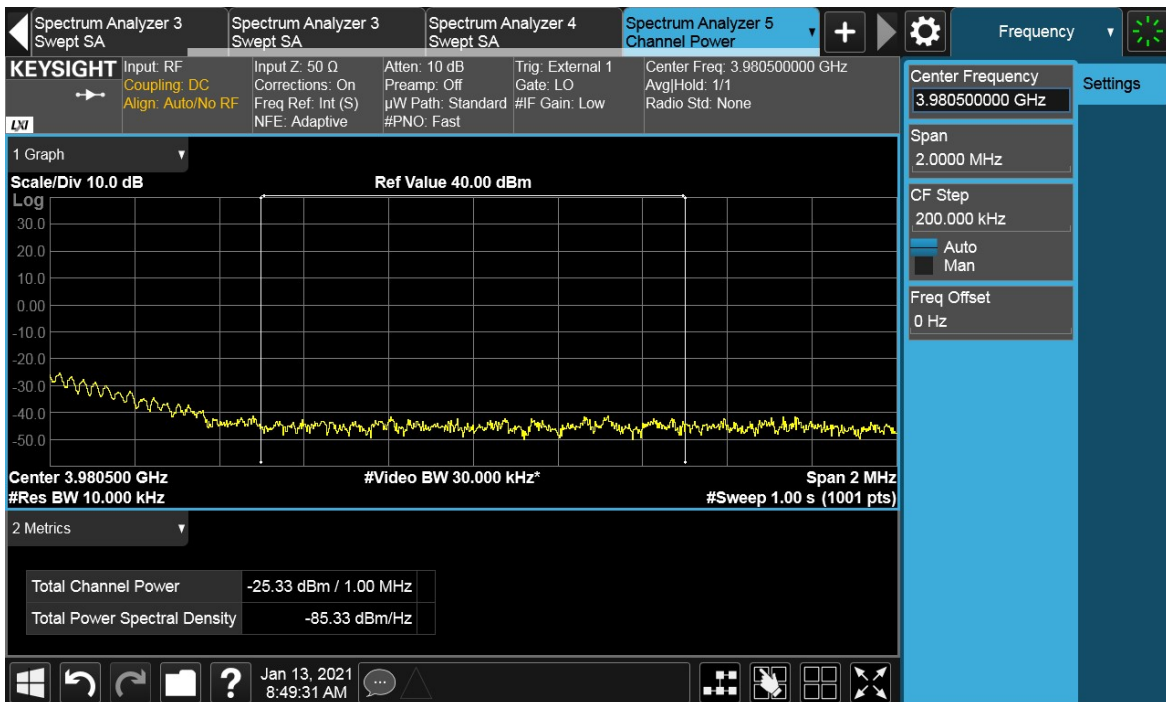 Spectrum Analyzer 3
Swept SA
Spectrum Analyzer 3
Swept SA
Spectrum Analyzer 4
Swept SA
Spectrum Analyzer 5
Channel Power
Frequency
KEYSIGHT
LXI
Input: RF
Coupling: DC
Align: Auto/No RF
Input Z: 50 Ω
Corrections: On
Freq Ref: Int (S)
NFE: Adaptive
Atten: 10 dB
Preamp: Off
µW Path: Standard
#PNO: Fast
Trig: External 1
Gate: LO
#IF Gain: Low
Center Freq: 3.980500000 GHz
Avg|Hold: 1/1
Radio Std: None
Center Frequency
3.980500000 GHz
Settings
Span
2.0000 MHz
CF Step
200.000 kHz
Auto
Man
Freq Offset
0 Hz
1 Graph
Scale/Div 10.0 dB
Ref Value 40.00 dBm
Log
30.0
20.0
10.0
0.00
-10.0
-20.0
-30.0
-40.0
-50.0
Center 3.980500 GHz
#Video BW 30.000 kHz*
Span 2 MHz
#Res BW 10.000 kHz
#Sweep 1.00 s (1001 pts)
2 Metrics
Total Channel Power -25.33 dBm / 1.00 MHz
Total Power Spectral Density -85.33 dBm/Hz
?
Jan 13, 2021
8:49:31 AM